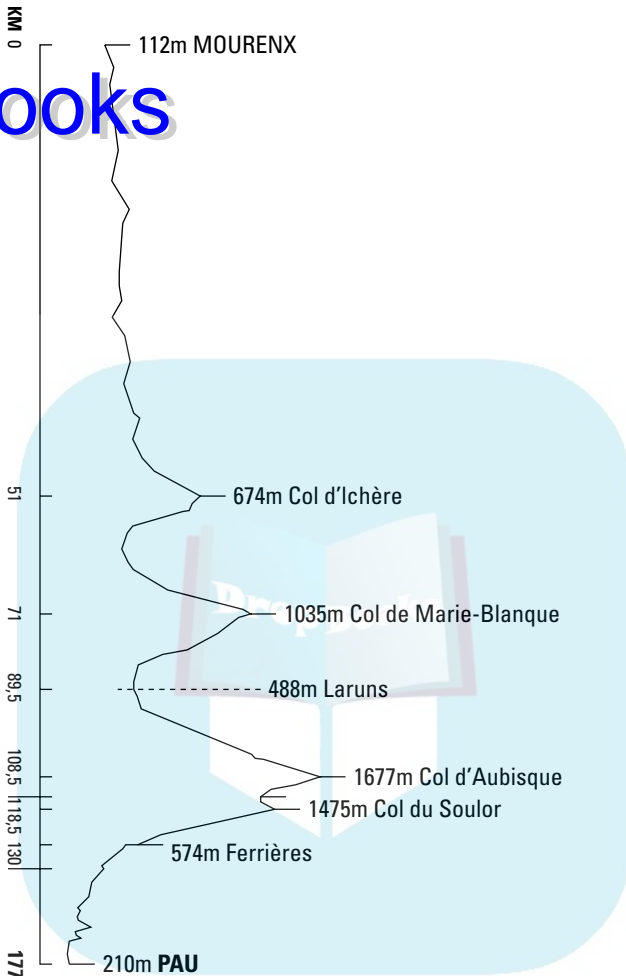 KM 0
112m MOURENX
ooks
51
674m Col d’Ichère
71
1035m Col de Marie-Blanque
89,5
488m Laruns
108,5
1677m Col d’Aubisque
118,5
1475m Col du Soulor
574m Ferrières
130
177
210m PAU